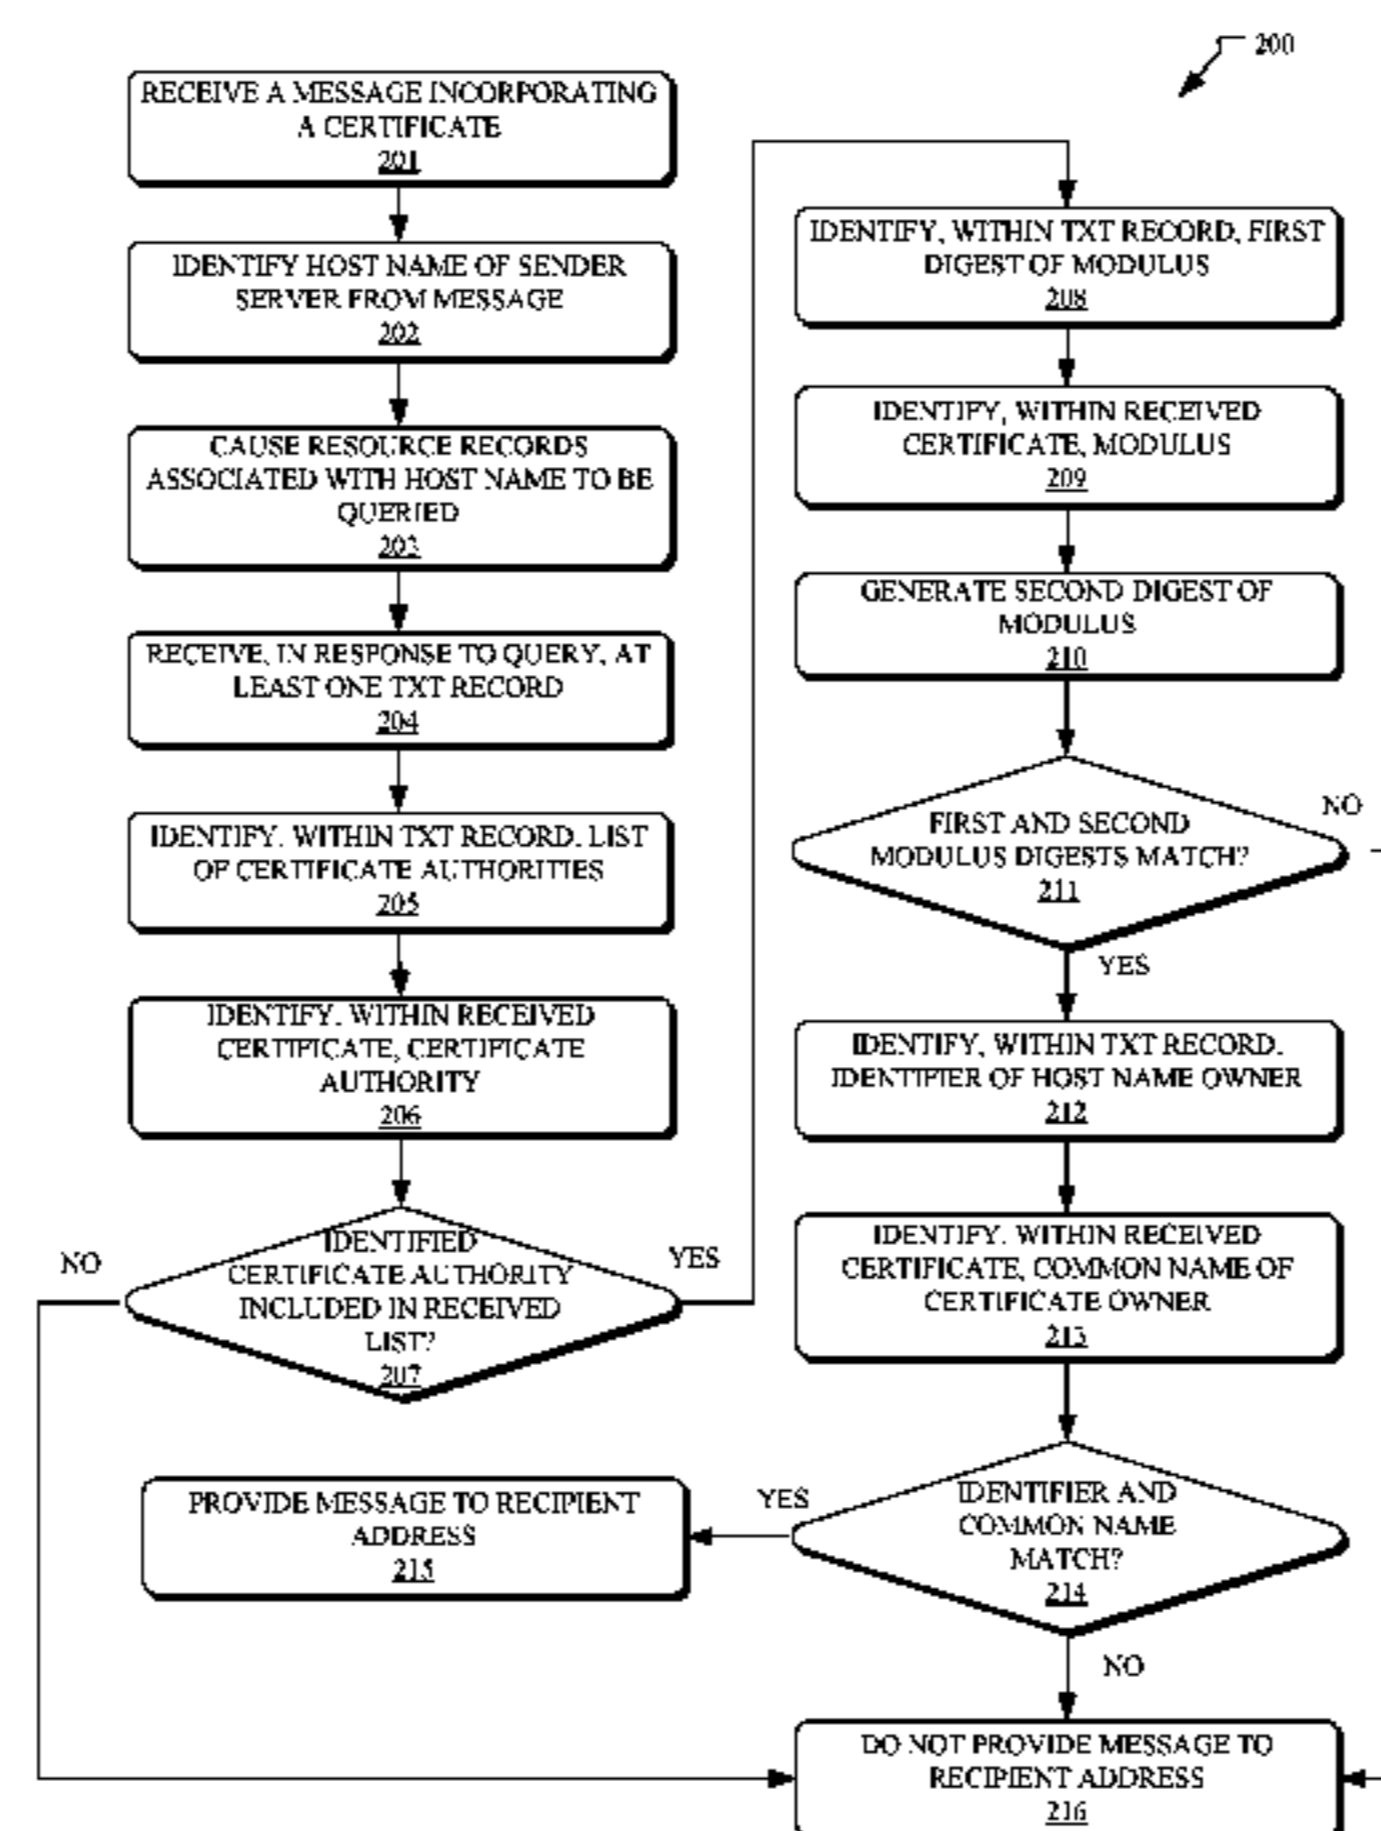 200
RECEIVE A MESSAGE INCORPORATING
A CERTIFICATE
201
IDENTIFY HOST NAME OF SENDER
SERVER FROM MESSAGE
202
CAUSE RESOURCE RECORDS
ASSOCIATED WITH HOST NAME TO BE
QUERIED
203
RECEIVE, IN RESPONSE TO QUERY, AT
LEAST ONE TXT RECORD
204
IDENTIFY, WITHIN TXT RECORD, LIST
OF CERTIFICATE AUTHORITIES
205
IDENTIFY, WITHIN RECEIVED
CERTIFICATE, CERTIFICATE
AUTHORITY
206
NO
IDENTIFIED
CERTIFICATE AUTHORITY
INCLUDED IN RECEIVED
LIST?
207
YES
IDENTIFY, WITHIN TXT RECORD, FIRST
DIGEST OF MODULUS
208
IDENTIFY, WITHIN RECEIVED
CERTIFICATE, MODULUS
209
GENERATE SECOND DIGEST OF
MODULUS
210
FIRST AND SECOND
MODULUS DIGESTS MATCH?
211
NO
YES
IDENTIFY, WITHIN TXT RECORD,
IDENTIFIER OF HOST NAME OWNER
212
IDENTIFY, WITHIN RECEIVED
CERTIFICATE, COMMON NAME OF
CERTIFICATE OWNER
213
IDENTIFIER AND
COMMON NAME
MATCH?
214
YES
PROVIDE MESSAGE TO RECIPIENT
ADDRESS
215
NO
DO NOT PROVIDE MESSAGE TO
RECIPIENT ADDRESS
216